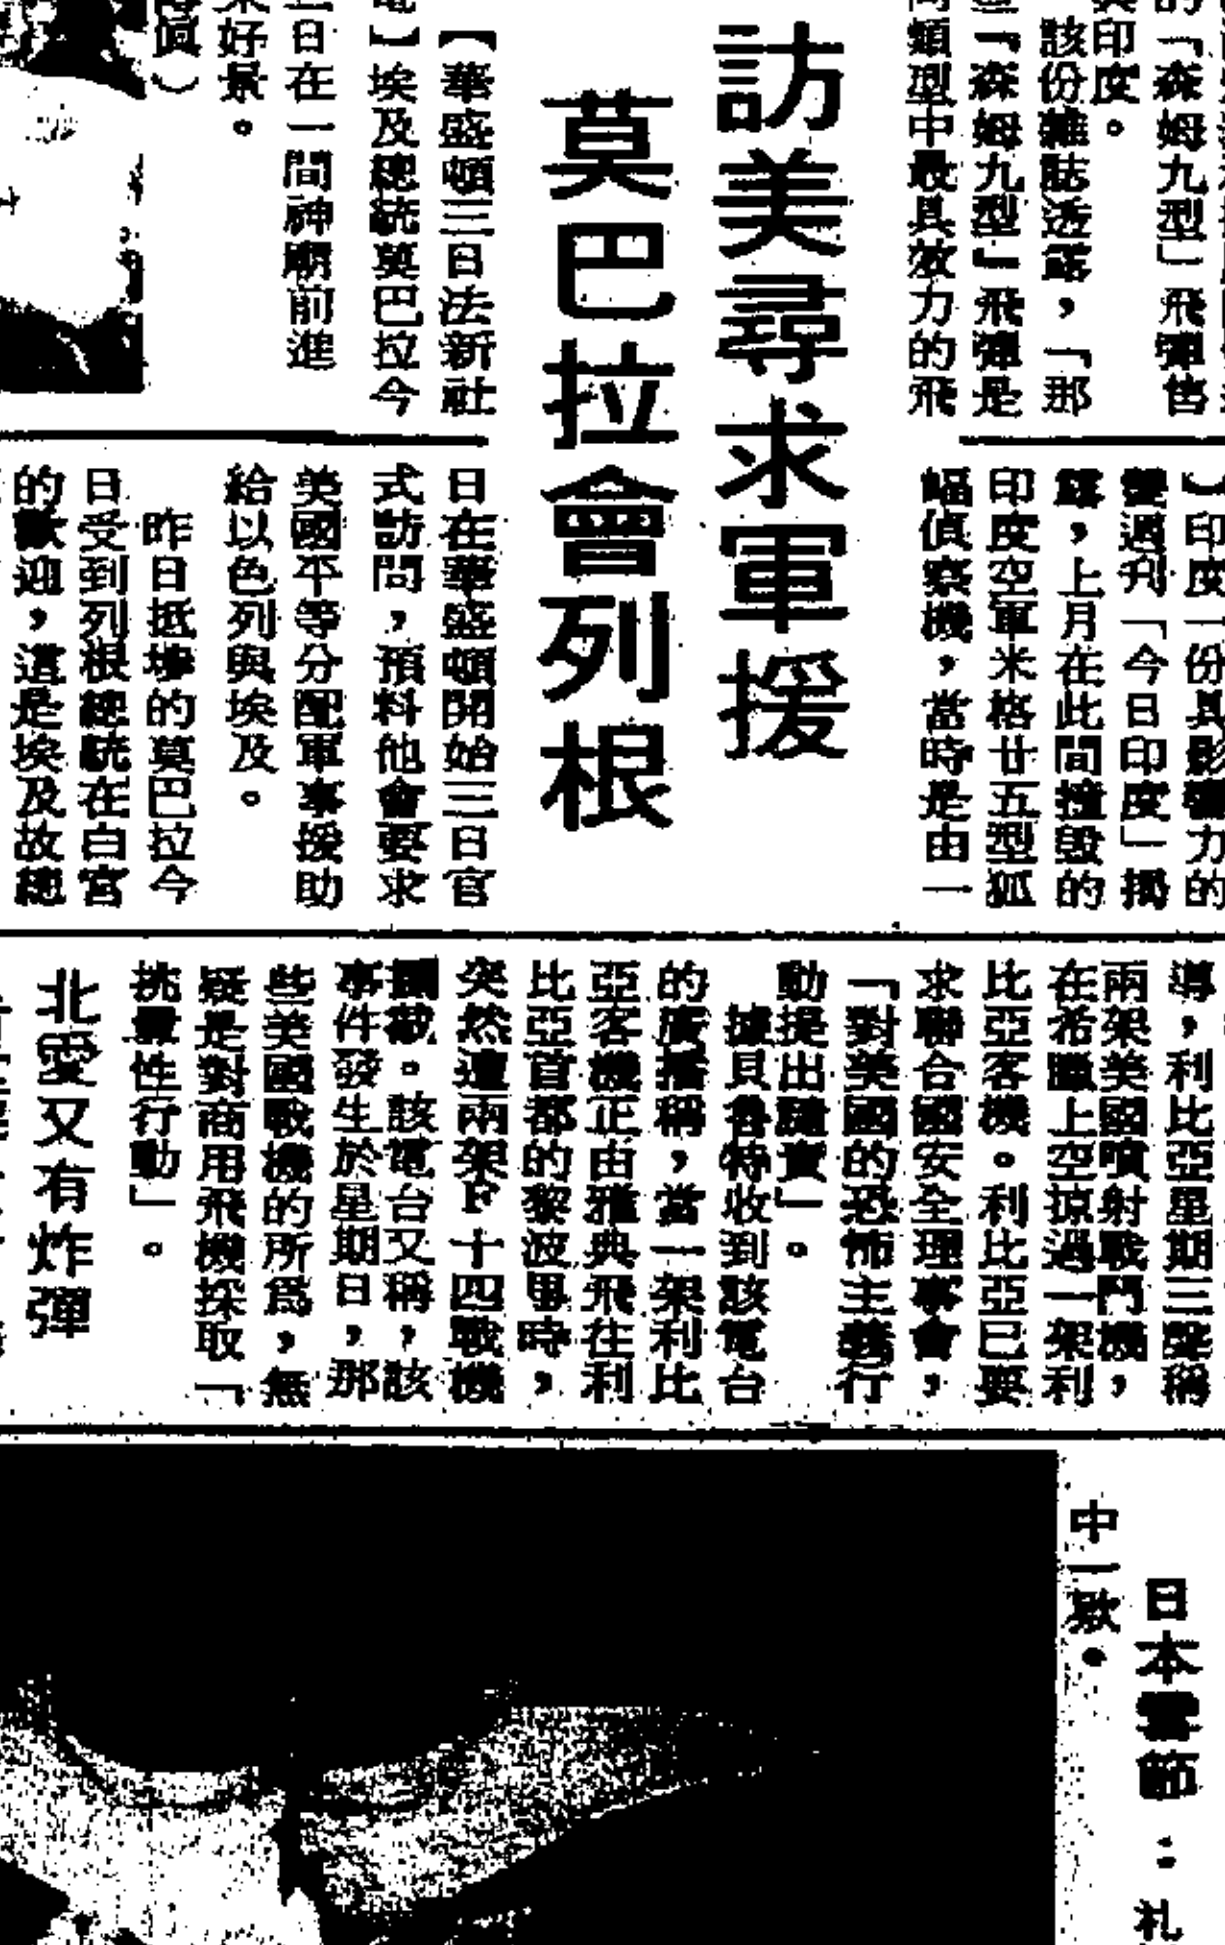 印度。
該份雜誌透露，「那
「森姆九型」飛彈是
類型中最具效力的飛
」印度一份具影響力的
雙週刊「今日印度」揭
露，上月在此間撞毀的
印度空軍米格廿五型狐
蝠偵察機，當時是由一
訪美尋求軍援
莫巴拉會列根
【華盛頓三日法新社
電】埃及總統莫巴拉今
日在華盛頓開始三日官
式訪問，預料他會要求
美國平等分配軍事援助
給以色列與埃及。
昨日抵埗的莫巴拉今
日受到列根總統在白宮
的歡迎，這是埃及故總
日在一間神廟前進
好景。
「森姆九型」飛彈售
導，利比亞星期三聲稱
兩架美國噴射戰鬥機，
在希臘上空掠過一架利
比亞客機。利比亞已要
求聯合國安全理事會，
「對美國的恐怖主義行
動提出譴責」。
據貝魯特收到該電台
的廣播稱，當一架利比
亞客機正由雅典飛往利
比亞首都的黎波里時，
突然遭兩架F十四戰機
攔截。該電台又稱，該
事件發生於星期日，那
些美國戰機的所爲，無
疑是對商用飛機採取「
挑釁性行動」。
北愛又有炸彈
日本雪節：札
中一歟。